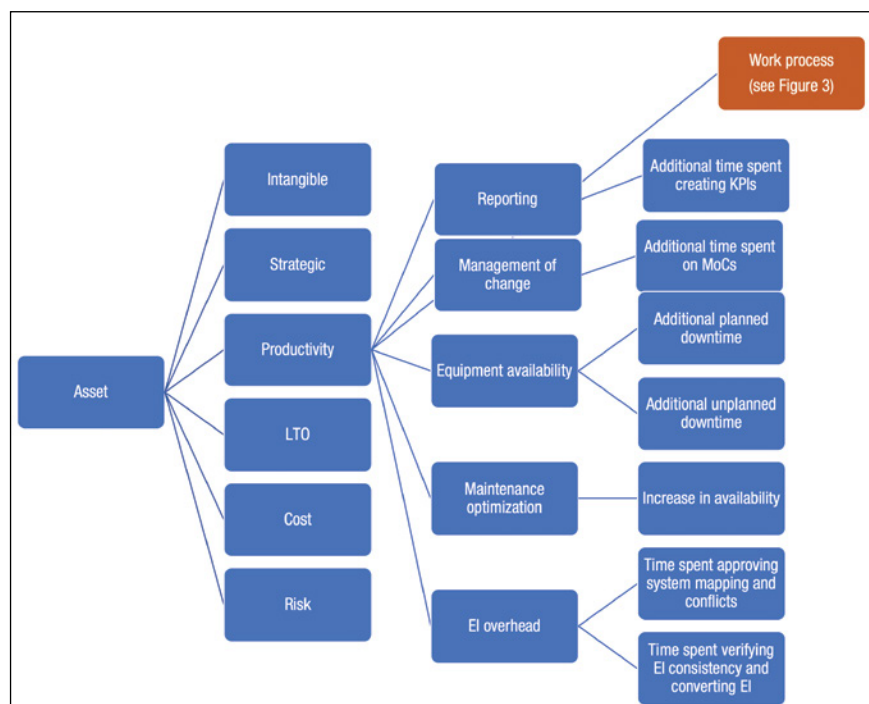 Work process
(see Figure 3)
Intangible
Reporting
Additional time spent
creating KPIs
Strategic
Management of
change
Additional time spent
on MoCs
Productivity
Additional planned
downtime
Asset
Equipment availability
Additional unplanned
downtime
LTO
Maintenance
optimization
Increase in availability
Cost
Time spent approving
system mapping and
conflicts
Risk
EI overhead
Time spent verifying
EI consistency and
converting EI